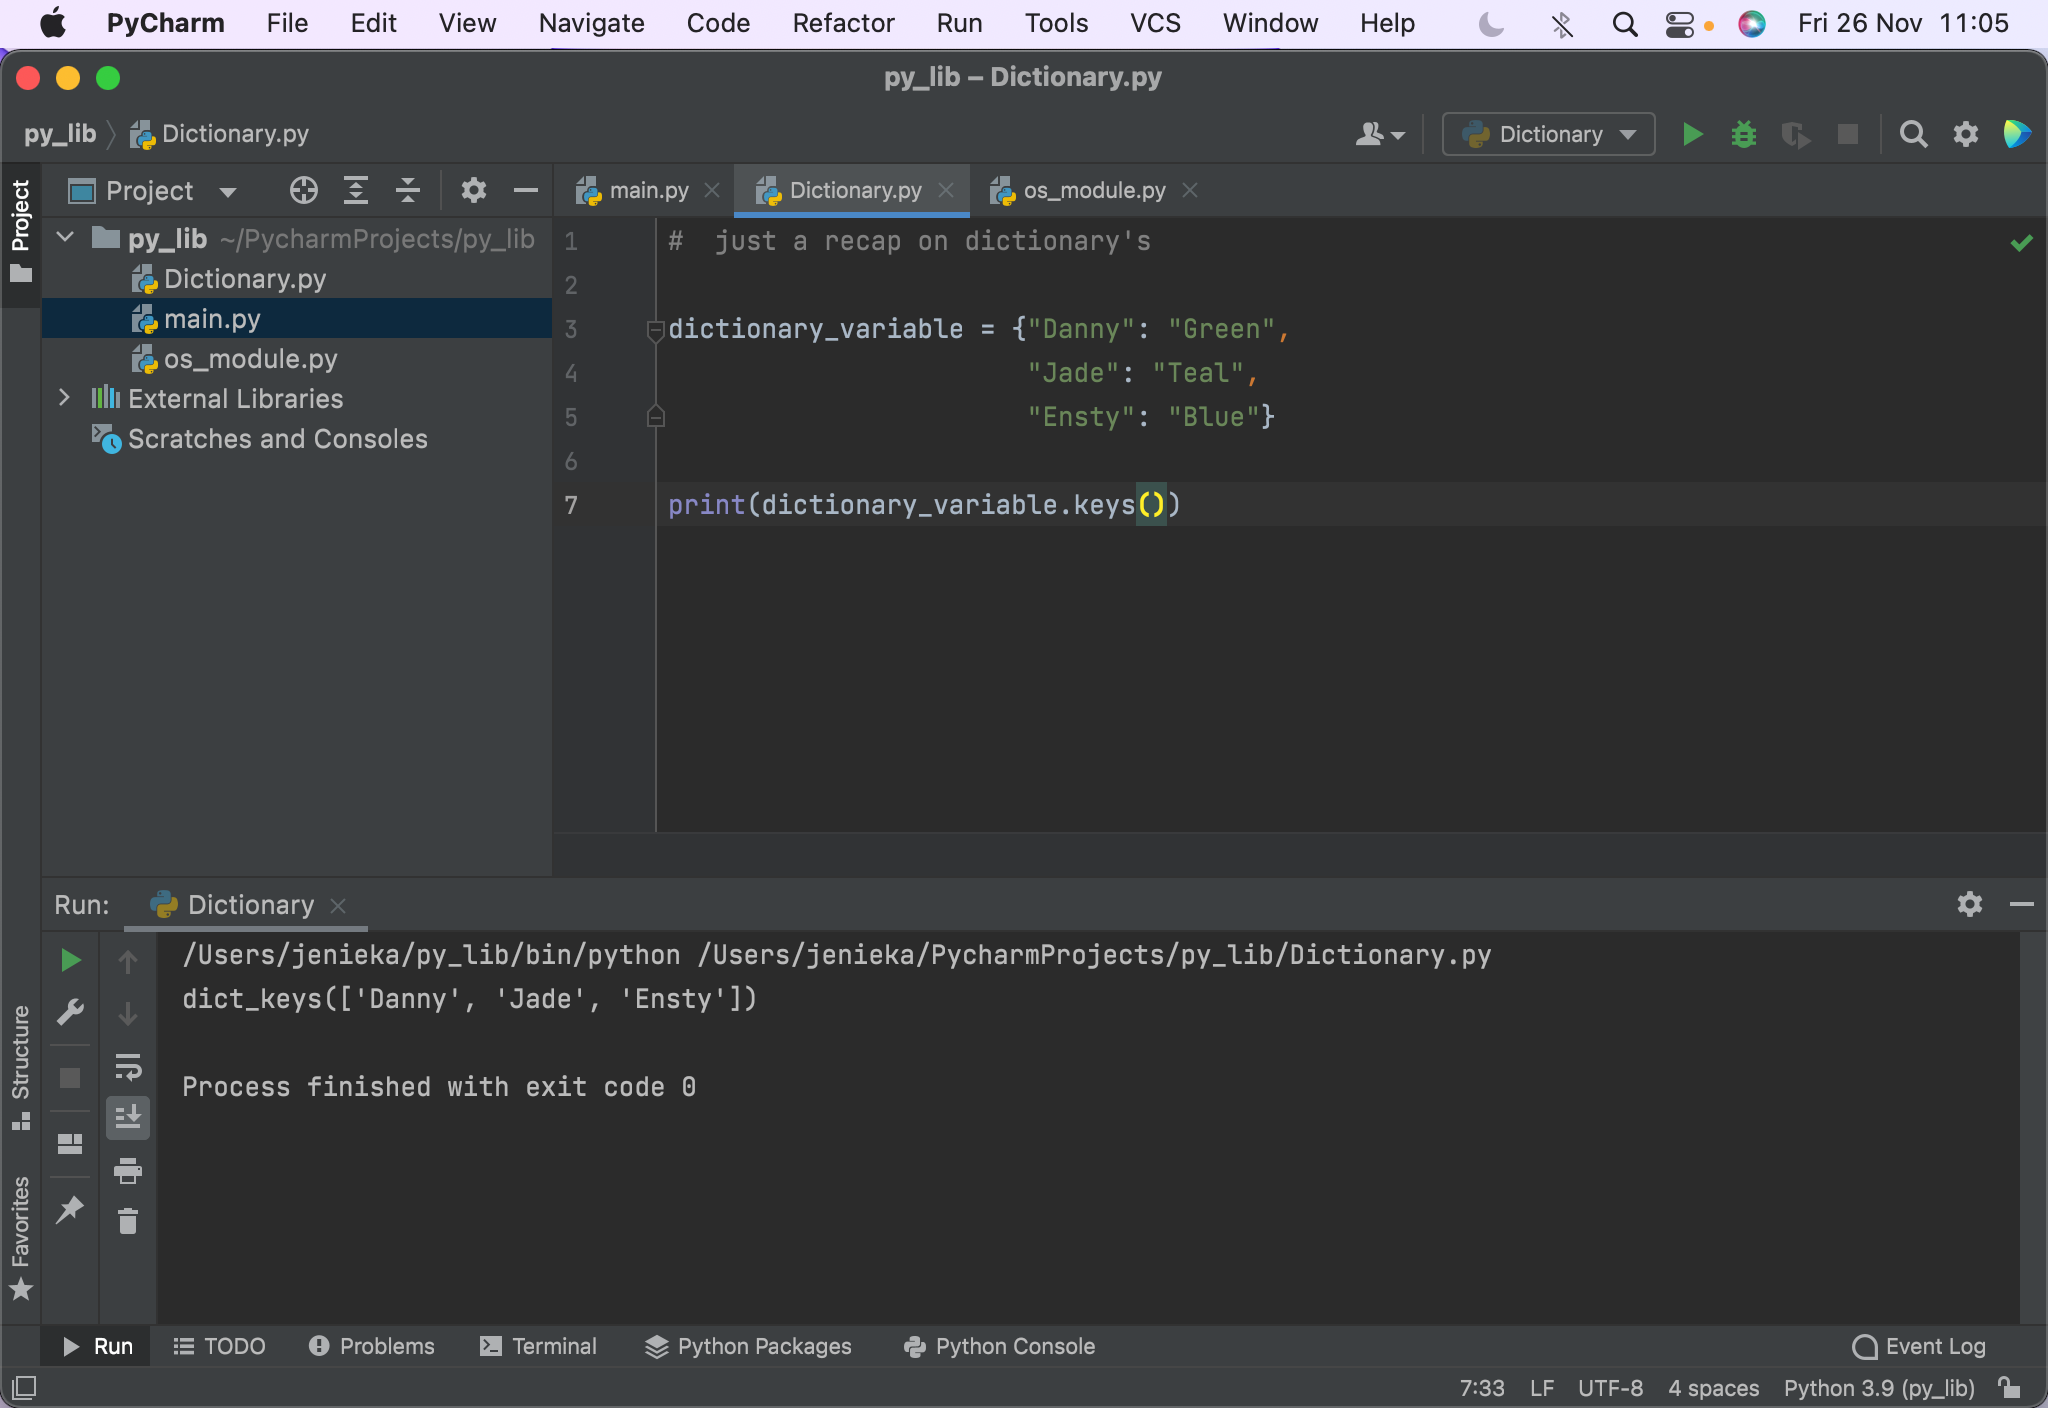 PyCharm File Edit View Navigate Code Refactor Run Tools VCS Window Help Fri 26 Nov 11:05
py_lib – Dictionary.py
py_lib Dictionary.py Dictionary
Project
Project main.py Dictionary.py os_module.py
py_lib ~/PycharmProjects/py_lib
Dictionary.py
main.py
os_module.py
External Libraries
Scratches and Consoles
1 # just a recap on dictionary's
2
3 dictionary_variable = {"Danny": "Green",
4 "Jade": "Teal",
5 "Ensty": "Blue"}
6
7 print(dictionary_variable.keys())
Run: Dictionary
/Users/jenieka/py_lib/bin/python /Users/jenieka/PycharmProjects/py_lib/Dictionary.py
dict_keys(['Danny', 'Jade', 'Ensty'])
Process finished with exit code 0
Structure
Favorites
Run TODO Problems Terminal Python Packages Python Console Event Log
7:33 LF UTF-8 4 spaces Python 3.9 (py_lib)